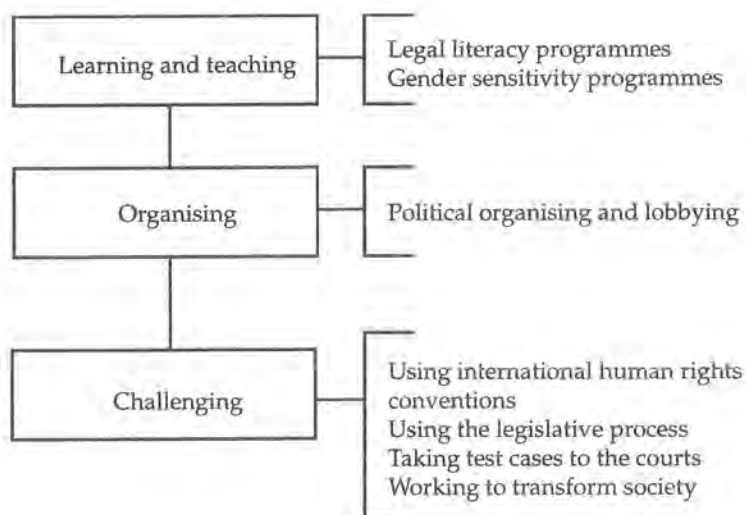 Learning and teaching
Legal literacy programmes
Gender sensitivity programmes
Organising
Political organising and lobbying
Challenging
Using international human rights
conventions
Using the legislative process
Taking test cases to the courts
Working to transform society